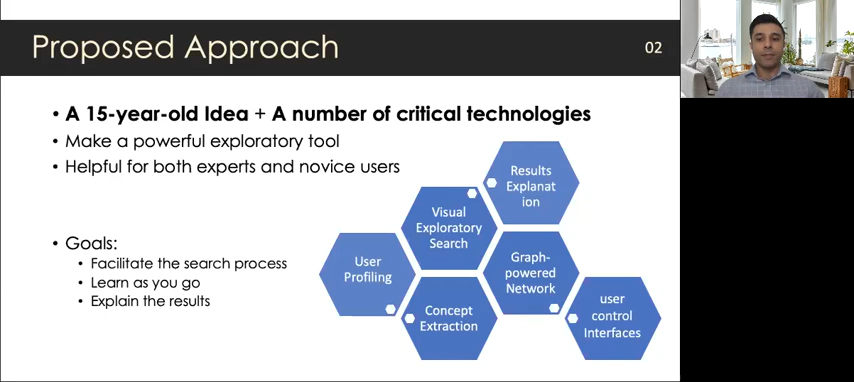 Proposed Approach
02
• A 15-year-old Idea + A number of critical technologies
• Make a powerful exploratory tool
• Helpful for both experts and novice users
Results
Explanat
ion
Visual
Exploratory
Search
User
Profiling
Graph-
powered
Network
Concept
Extraction
user
control
Interfaces
• Goals:
• Facilitate the search process
• Learn as you go
• Explain the results